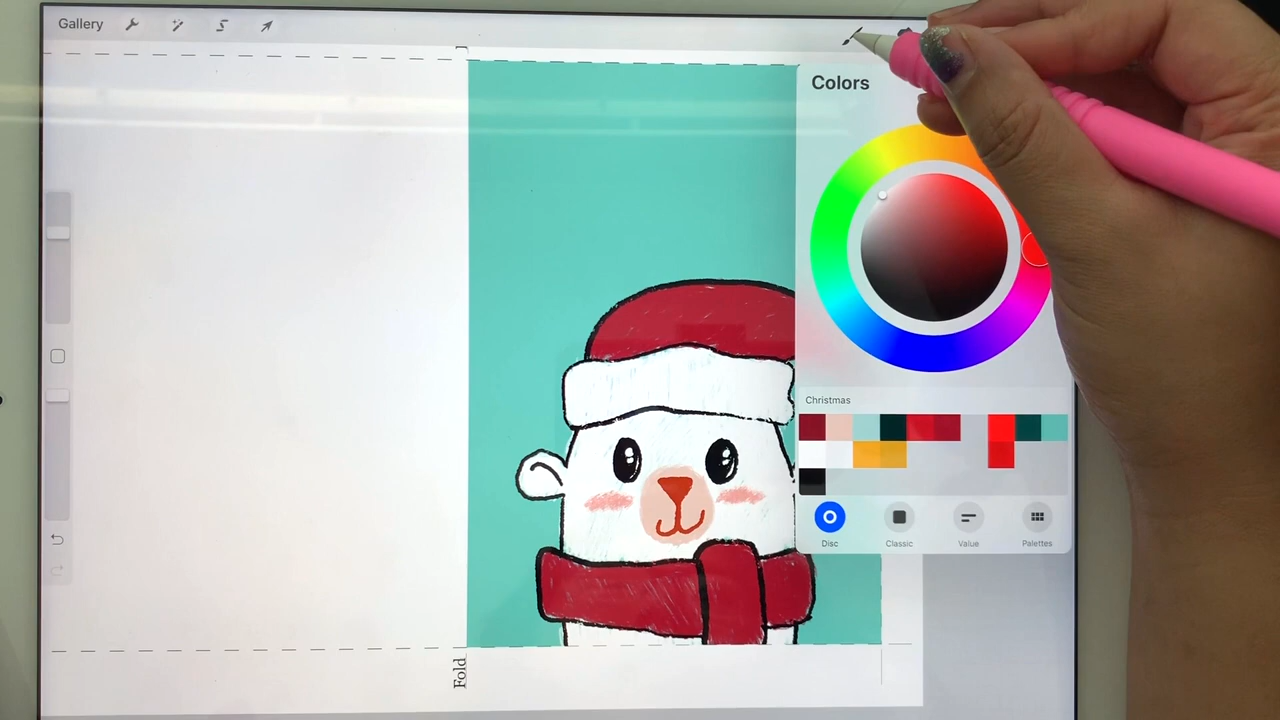 Gallery
Colors
Christmas
Disc
Classic
Value
Palettes
Fold